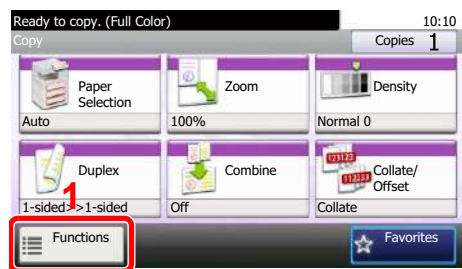 Ready to copy. (Full Color)
10:10
Copy
Copies 1
Paper
Selection
Auto
Zoom
100%
Density
Normal 0
Duplex
1-sided>>1-sided
1
Combine
Off
123123
112233
Collate/
Offset
Collate
Functions
Favorites